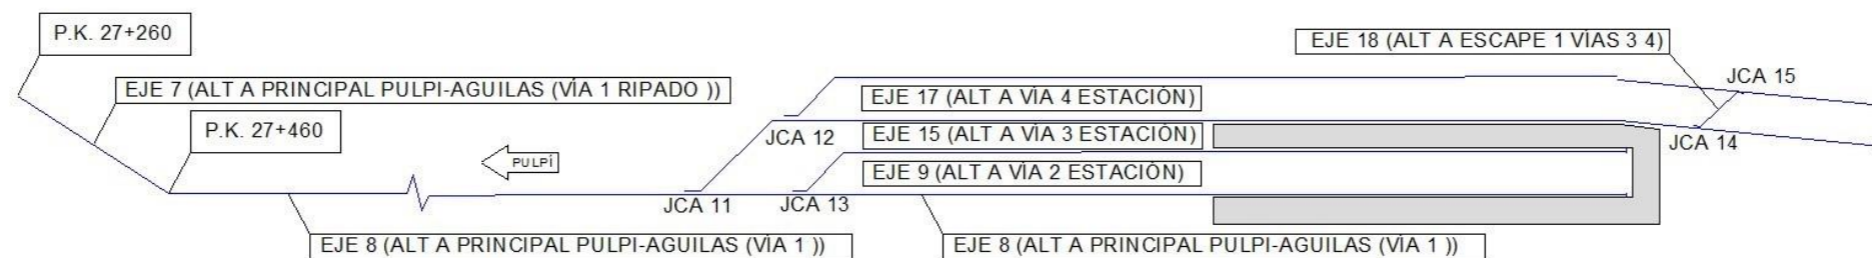 P.K. 27+260
EJE 18 (ALT A ESCAPE 1 VÍAS 3 4)
JCA 15
EJE 7 (ALT A PRINCIPAL PULPI-AGUILAS (VÍA 1 RIPADO ))
EJE 17 (ALT A VÍA 4 ESTACIÓN)
P.K. 27+460
JCA 12
EJE 15 (ALT A VÍA 3 ESTACIÓN)
JCA 14
PULPÍ
EJE 9 (ALT A VÍA 2 ESTACIÓN)
JCA 11
JCA 13
EJE 8 (ALT A PRINCIPAL PULPI-AGUILAS (VÍA 1 ))
EJE 8 (ALT A PRINCIPAL PULPI-AGUILAS (VÍA 1 ))